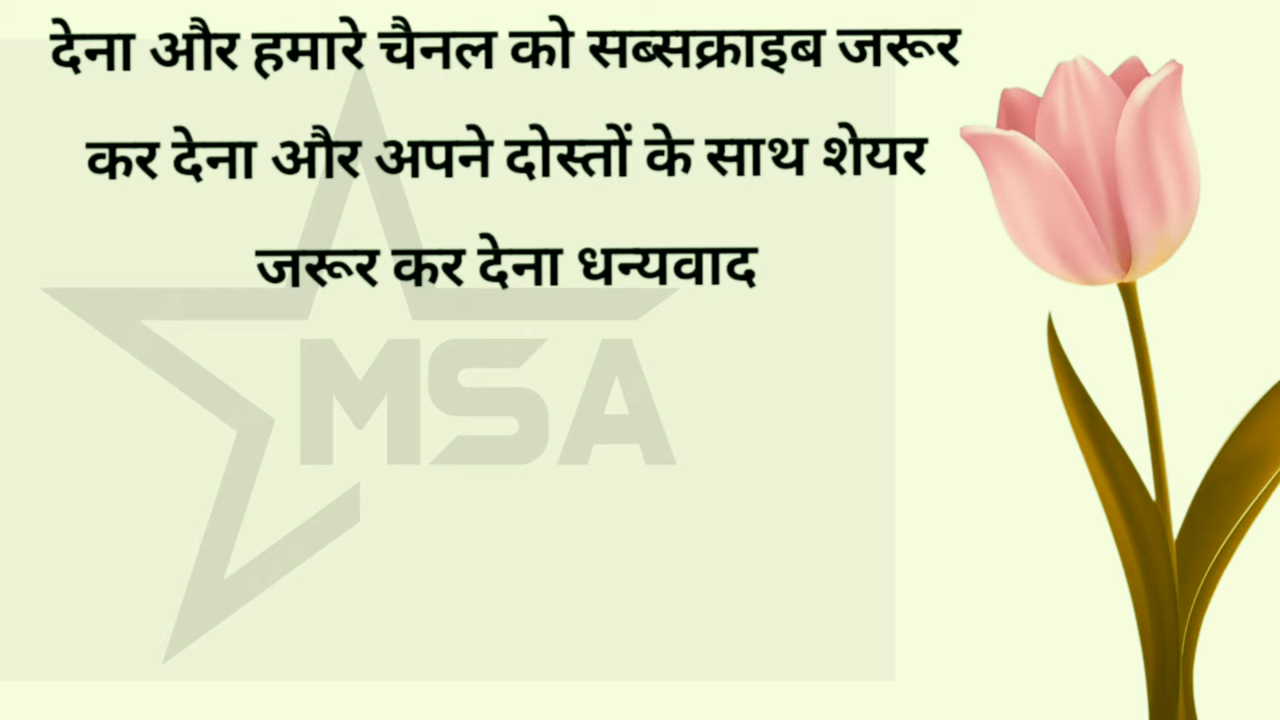 देना और हमारे चैनल को सब्सक्राइब जरूर
कर देना और अपने दोस्तों के साथ शेयर
जरूर कर देना धन्यवाद
MSA